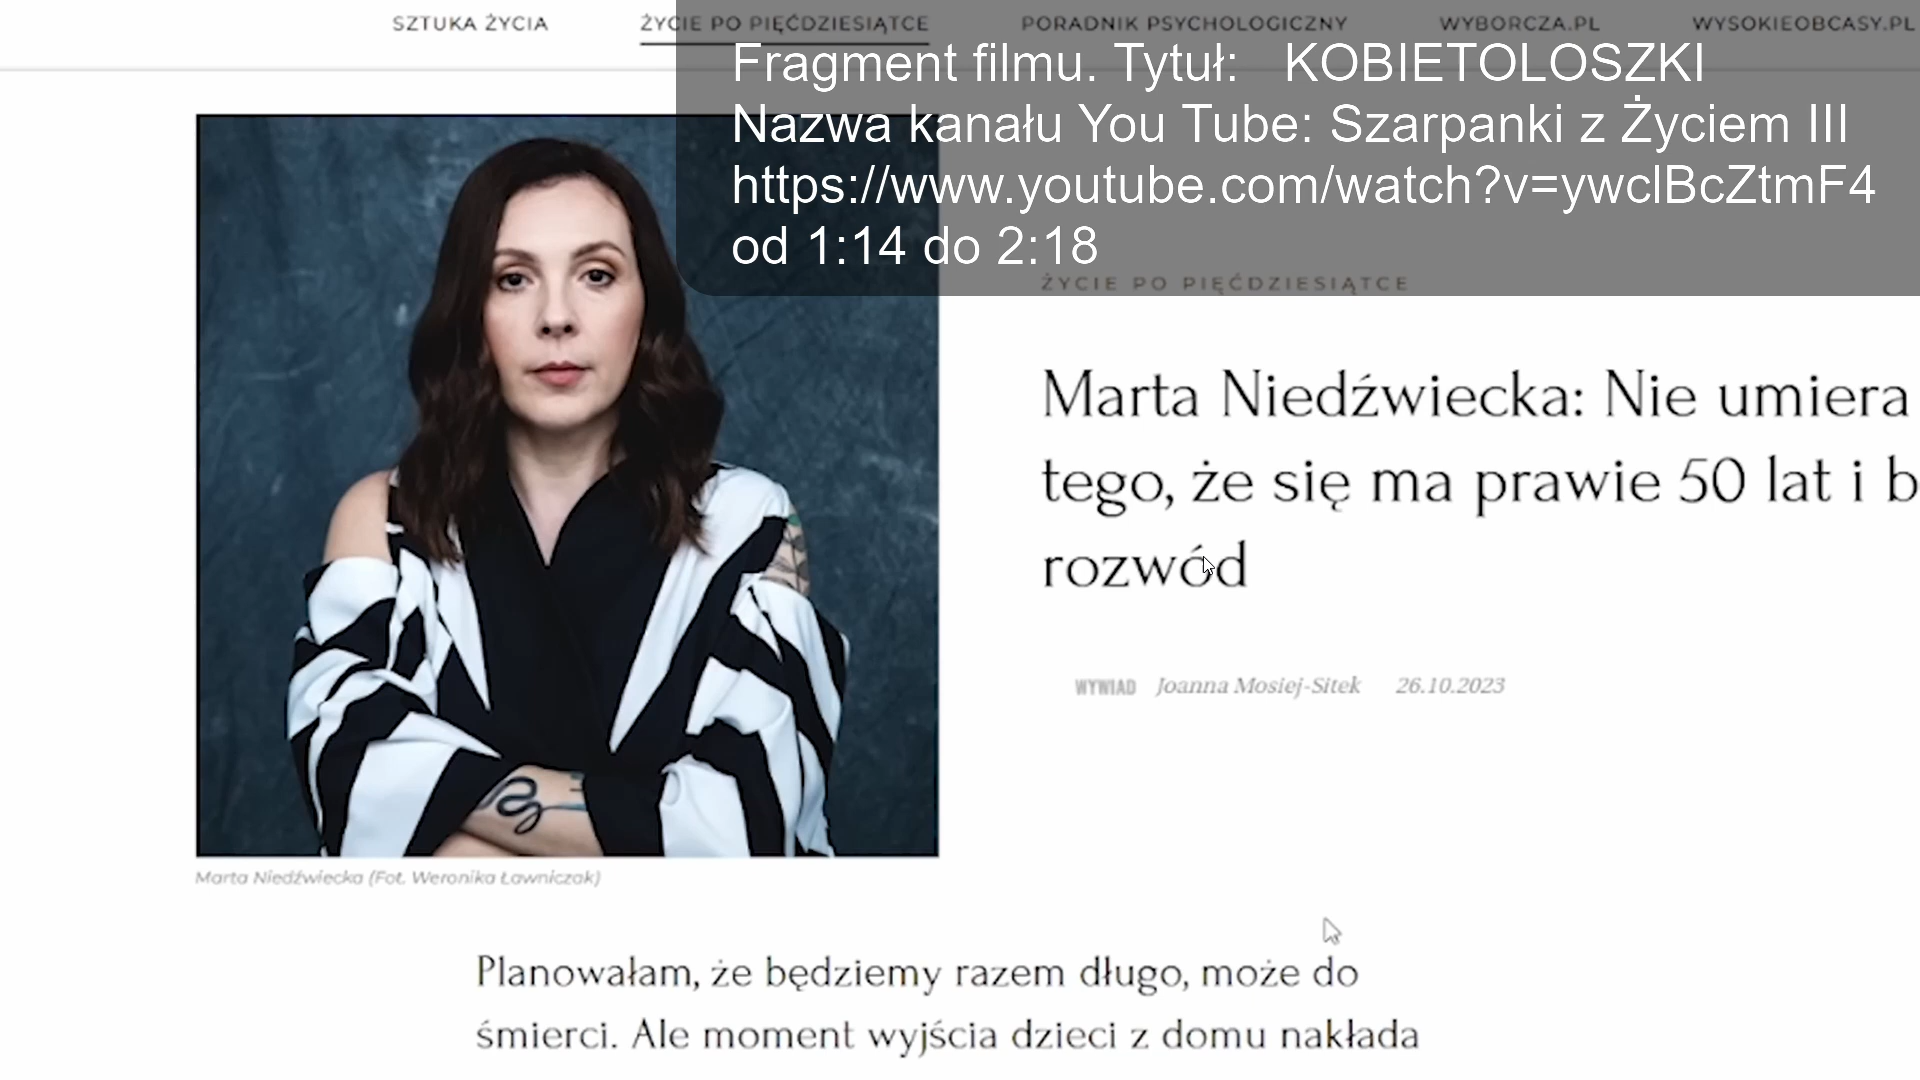 SZTUKA ŻYCIA ŻYCIE PO PIĘĆDZIESIĄTCE PORADNIK PSYCHOLOGICZNY WYBORCZA.PL WYSOKIEOBCASY.PL
Fragment filmu. Tytuł: KOBIETOLOSZKI
Nazwa kanału You Tube: Szarpanki z Życiem III
https://www.youtube.com/watch?v=ywclBcZtmF4
od 1:14 do 2:18
ŻYCIE PO PIĘĆDZIESIĄTCE
Marta Niedźwiecka: Nie umiera
tego, że się ma prawie 50 lat i b
rozwód
WYWIAD Joanna Mosiej-Sitek 26.10.2023
Marta Niedźwiecka (Fot. Weronika Ławniczak)
Planowałam, że będziemy razem długo, może do
śmierci. Ale moment wyjścia dzieci z domu nakłada